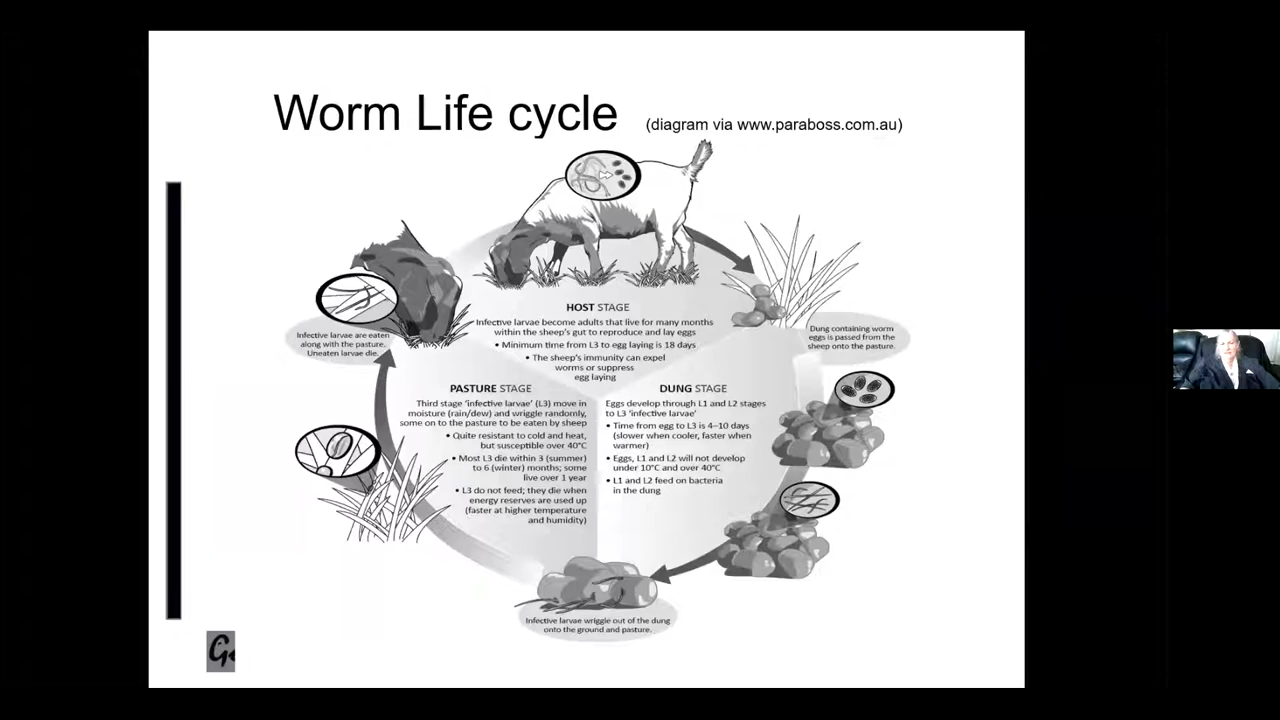 Worm Life cycle (diagram via www.paraboss.com.au)
HOST STAGE
Infective larvae become adults that live for many months
within the sheep's gut to reproduce and lay eggs
• Minimum time from L3 to egg laying is 18 days
• The sheep's immunity can expel
worms or suppress
egg laying
Infective larvae are eaten
along with the pasture.
Uneaten larvae die.
Dung containing worm
eggs is passed from the
sheep onto the pasture.
PASTURE STAGE
Third stage 'infective larvae' (L3) move in
moisture (rain/dew) and wriggle randomly,
some on to the pasture to be eaten by sheep
• Quite resistant to cold and heat,
but susceptible over 40°C
• Most L3 die within 3 (summer)
to 6 (winter) months; some
live over 1 year
• L3 do not feed; they die when
energy reserves are used up
(faster at higher temperature
and humidity)
DUNG STAGE
Eggs develop through L1 and L2 stages
to L3 'infective larvae'
• Time from egg to L3 is 4–10 days
(slower when cooler, faster when
warmer)
• Eggs, L1 and L2 will not develop
under 10°C and over 40°C
• L1 and L2 feed on bacteria
in the dung
Infective larvae wriggle out of the dung
onto the ground and pasture.